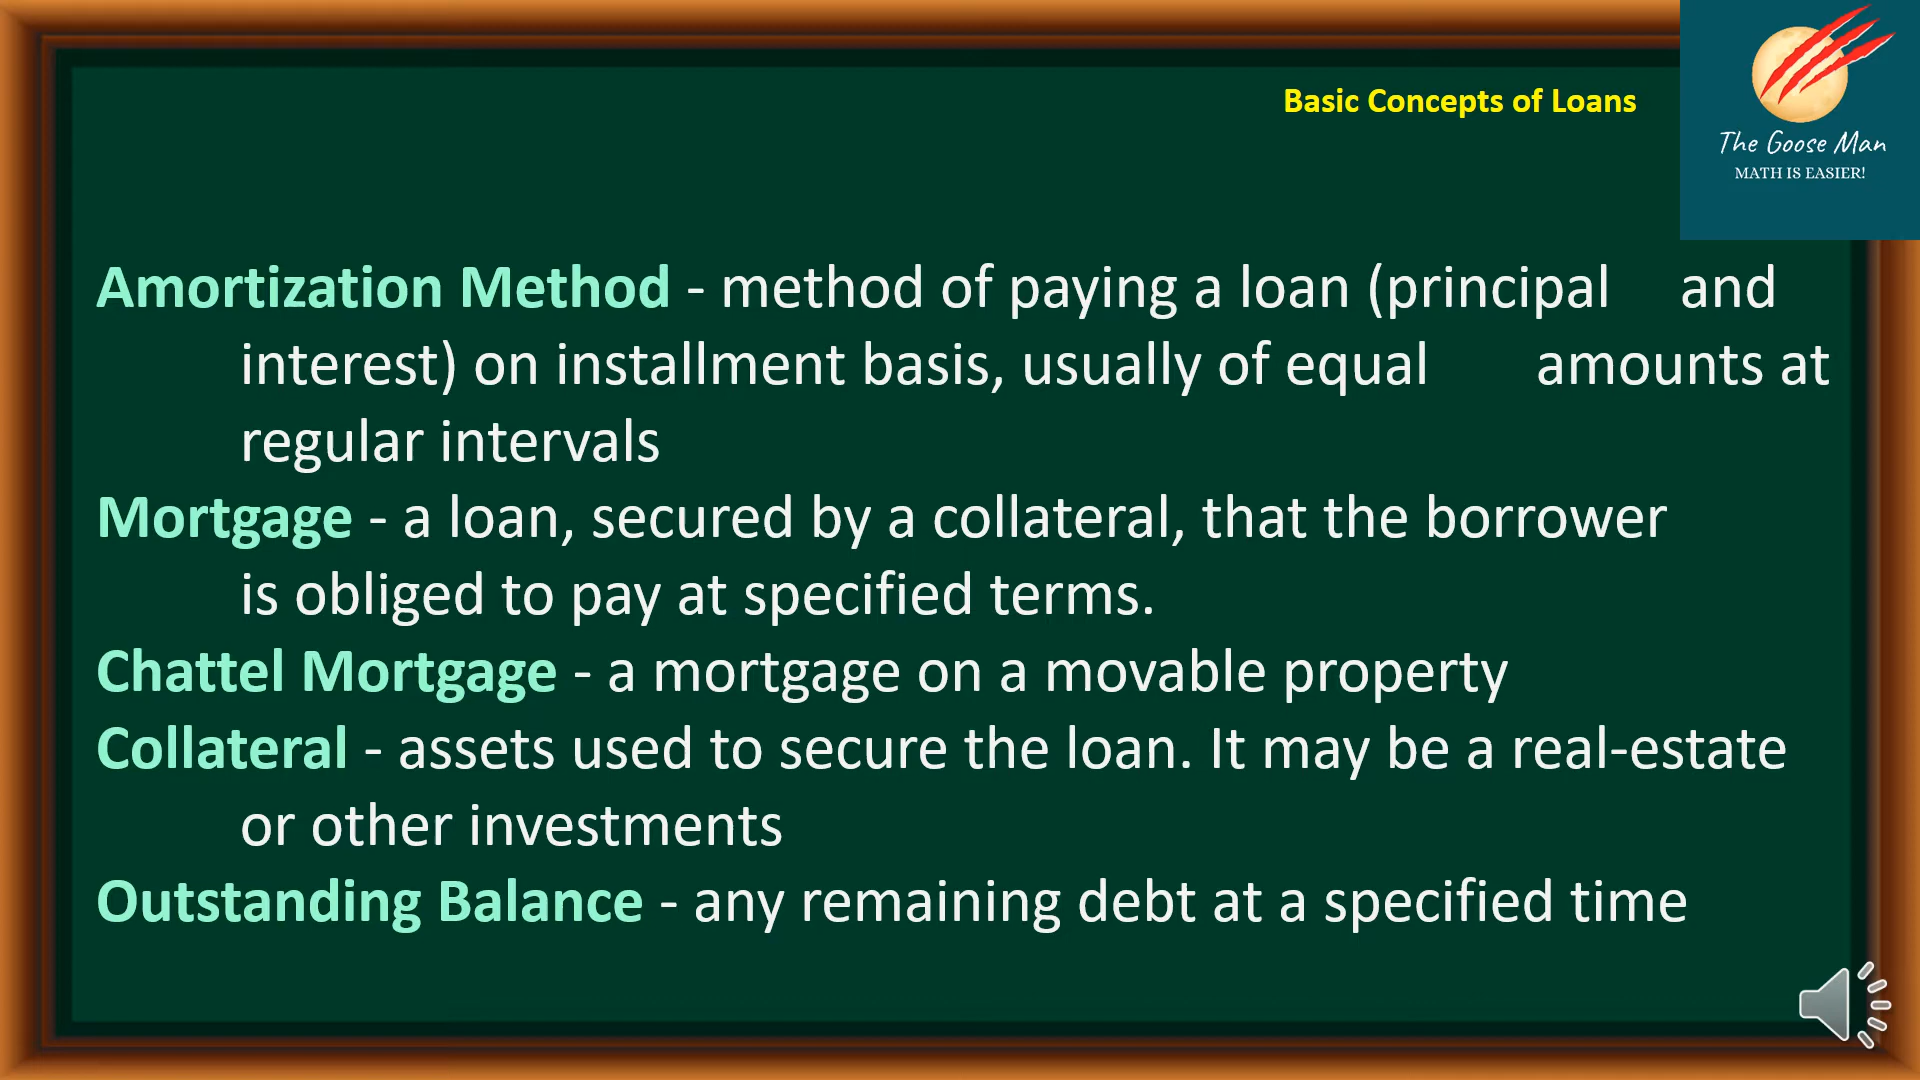 Basic Concepts of Loans
The Goose Man
MATH IS EASIER!
Amortization Method - method of paying a loan (principal and
interest) on installment basis, usually of equal amounts at
regular intervals
Mortgage - a loan, secured by a collateral, that the borrower
is obliged to pay at specified terms.
Chattel Mortgage - a mortgage on a movable property
Collateral - assets used to secure the loan. It may be a real-estate
or other investments
Outstanding Balance - any remaining debt at a specified time